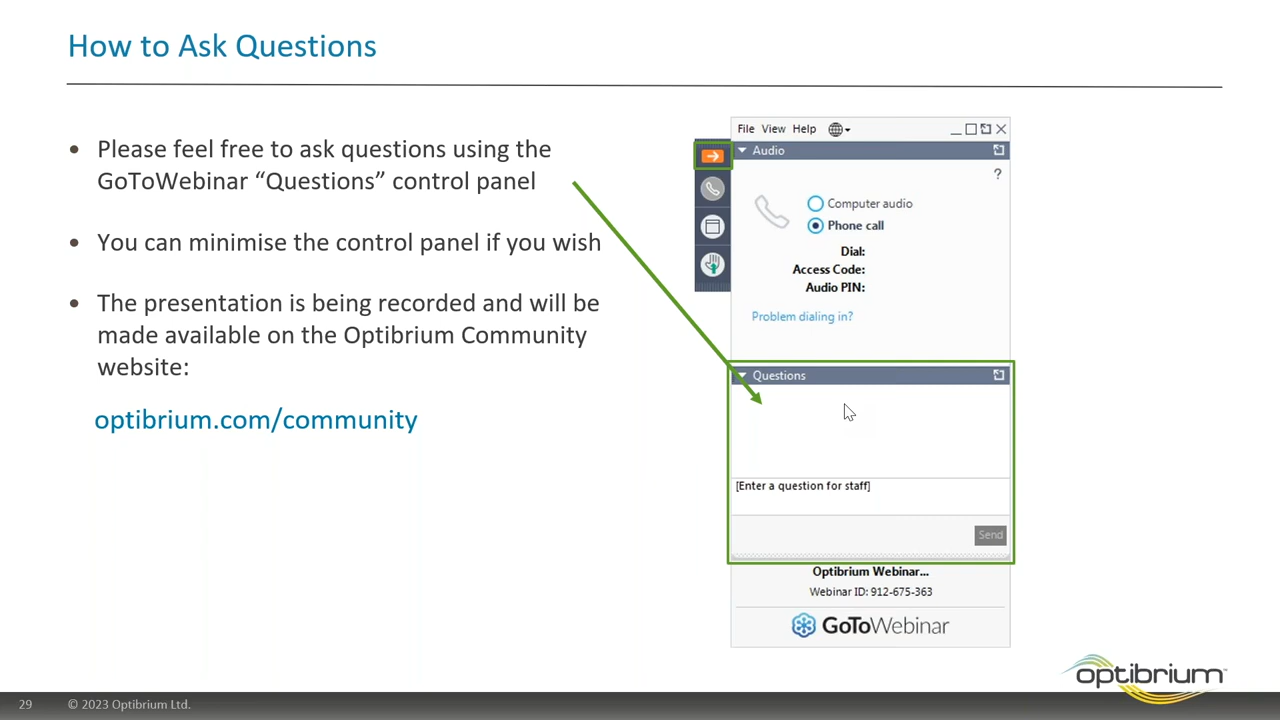 How to Ask Questions
• Please feel free to ask questions using the
GoToWebinar “Questions” control panel
• You can minimise the control panel if you wish
• The presentation is being recorded and will be
made available on the Optibrium Community
website:
optibrium.com/community
File View Help
Audio
?
Computer audio
Phone call
Dial:
Access Code:
Audio PIN:
Problem dialing in?
Questions
[Enter a question for staff]
Send
Optibrium Webinar...
Webinar ID: 912-675-363
GoToWebinar
optibrium™
29 © 2023 Optibrium Ltd.